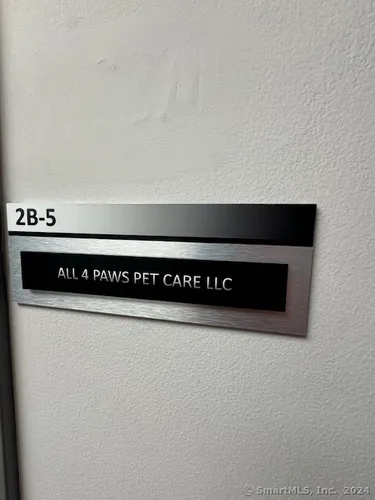 2B-5
ALL 4 PAWS PET CARE LLC
©SmartMLS, Inc. 2024